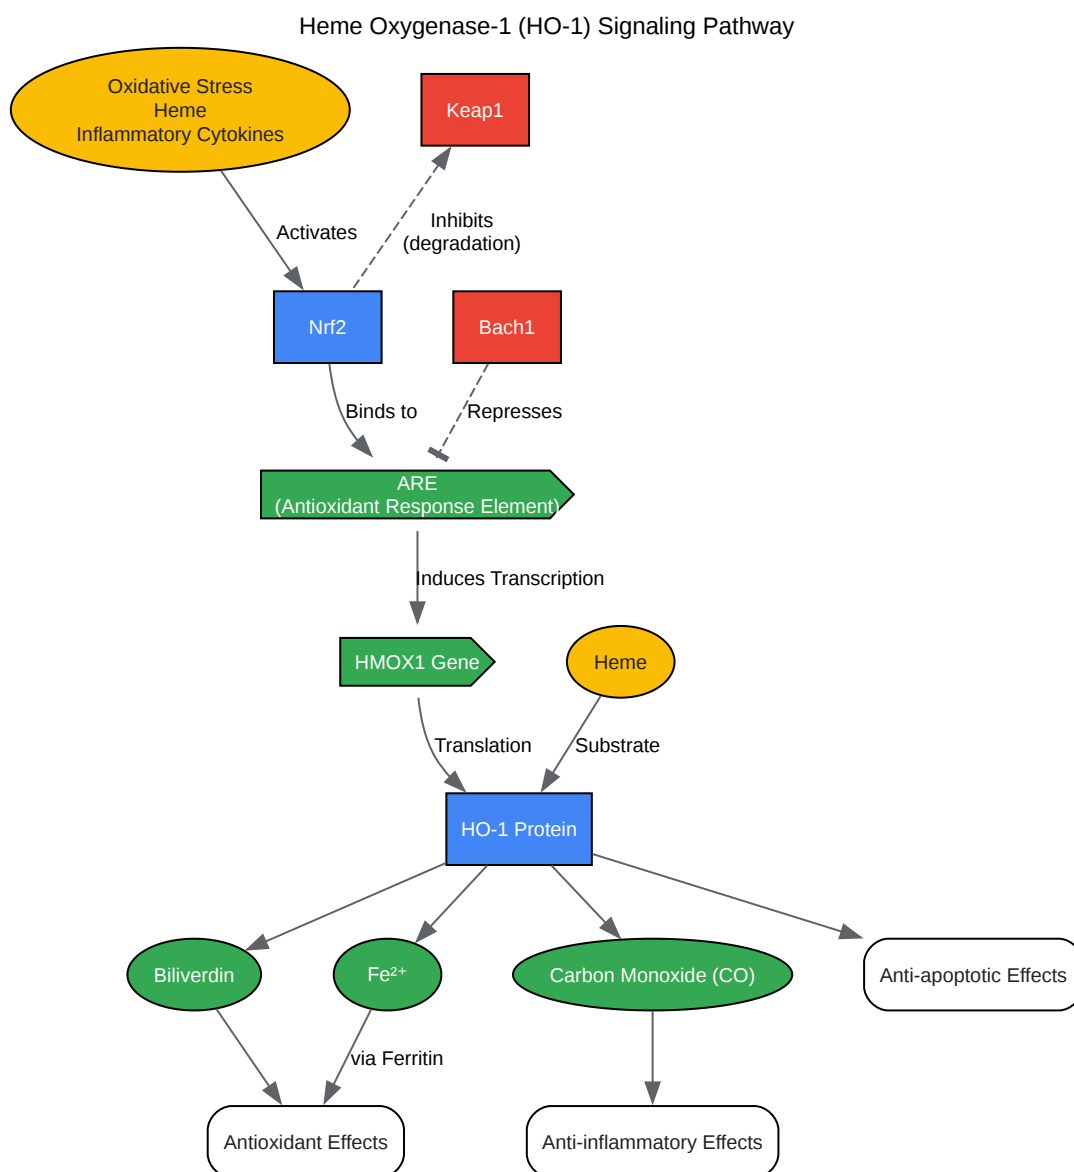 Heme Oxygenase-1 (HO-1) Signaling Pathway
Oxidative Stress
Heme
Inflammatory Cytokines
Keap1
Activates
Inhibits
(degradation)
Nrf2
Bach1
Binds to
Represses
ARE
(Antioxidant Response Element)
Induces Transcription
HMOX1 Gene
Heme
Translation
Substrate
HO-1 Protein
Biliverdin
Fe²⁺
Carbon Monoxide (CO)
Anti-apoptotic Effects
via Ferritin
Antioxidant Effects
Anti-inflammatory Effects